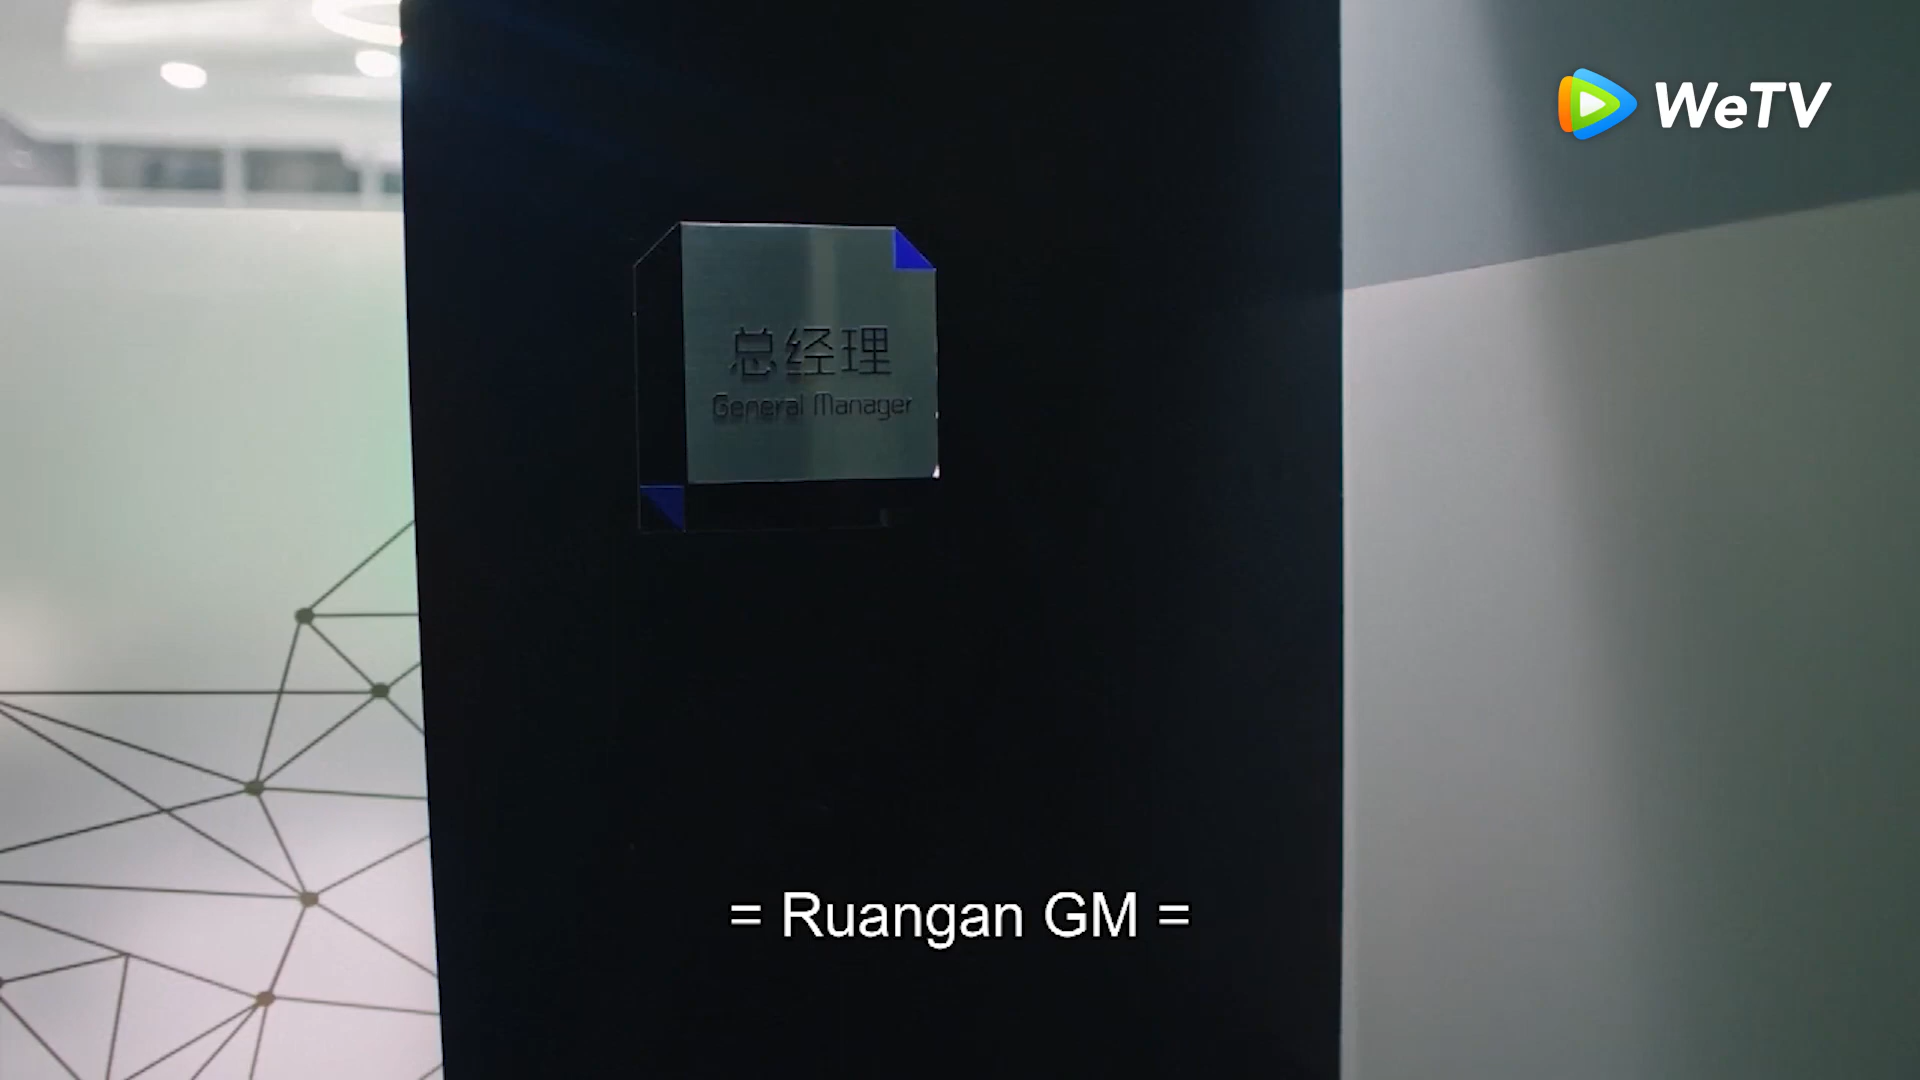 WeTV
总经理
General Manager
= Ruangan GM =